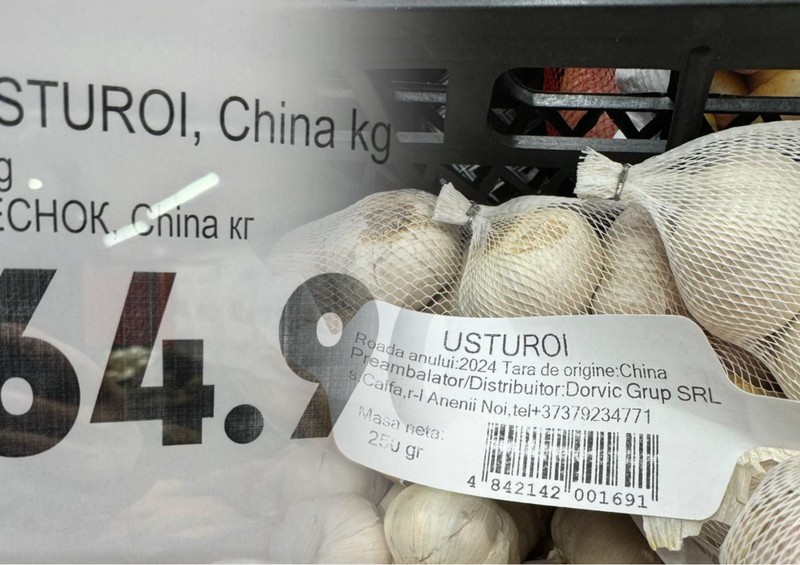 STUROI, China kg
g
ЕСНОК, China кг
64.9
USTUROI
Roada anului:2024 Tara de origine:China
Preambalator/Distribuitor:Dorvic Grup SRL
s.Calfa,r-l Anenii Noi,tel+37379234771
Masa neta:
250 gr
4 842142 001691